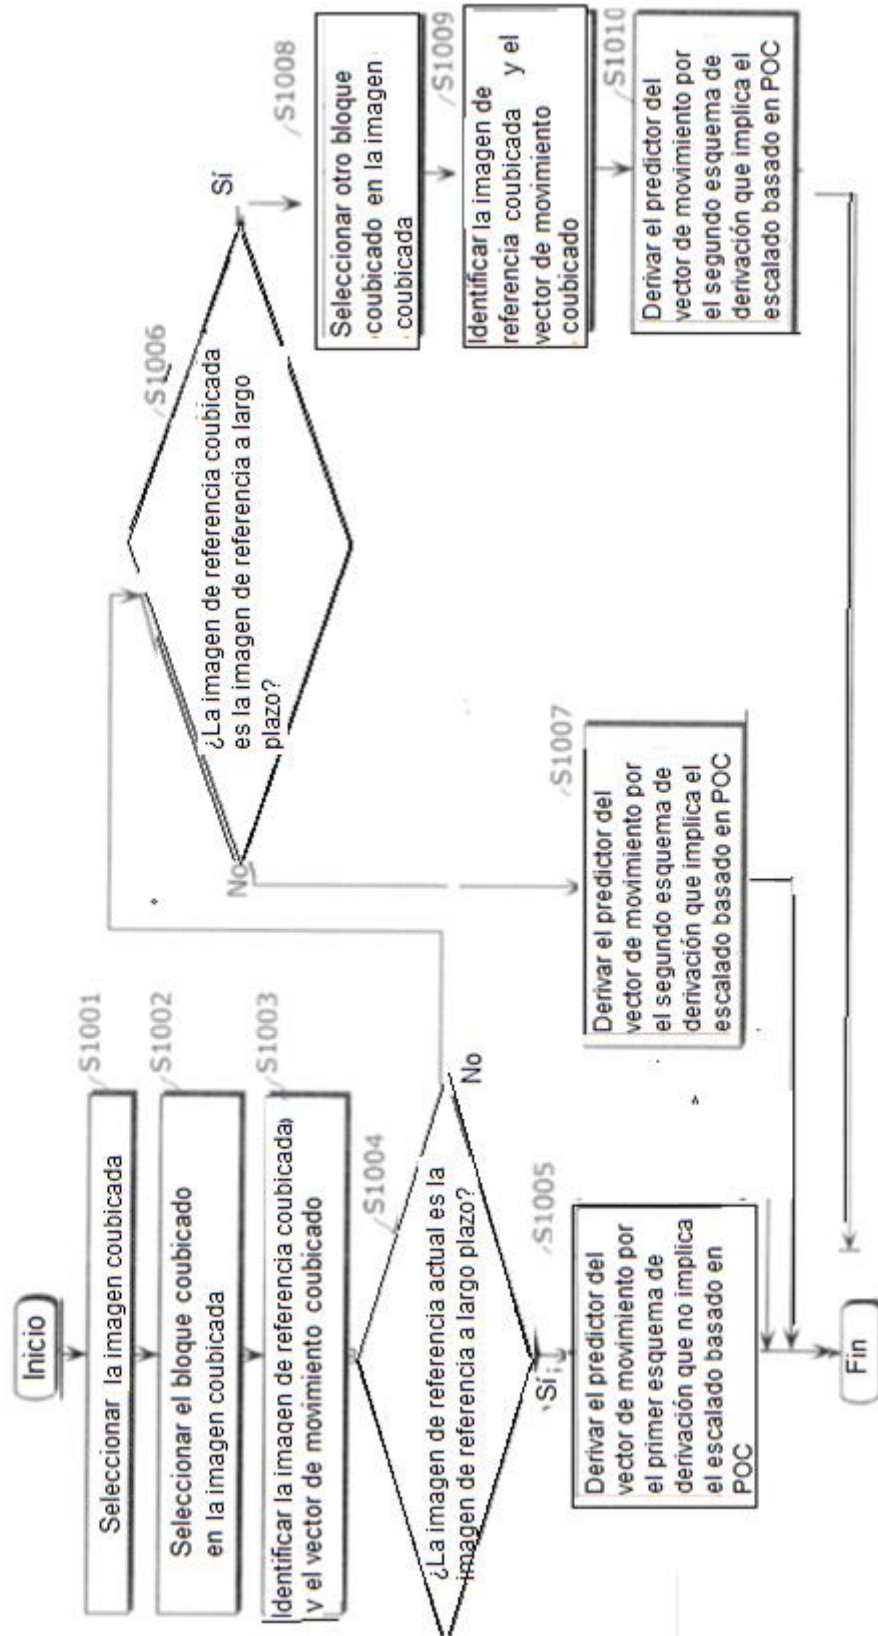 Inicio
S1001
Seleccionar la imagen coubicada
S1002
Seleccionar el bloque coubicado
en la imagen coubicada
S1003
Identificar la imagen de referencia coubicada
y el vector de movimiento coubicado
S1004
¿La imagen de referencia actual es la
imagen de referencia a largo plazo?
No
Sí
S1005
Derivar el predictor del
vector de movimiento por
el primer esquema de
derivación que no implica
el escalado basado en
POC
S1006
¿La imagen de referencia coubicada
es la imagen de referencia a largo
plazo?
No
Sí
S1007
Derivar el predictor del
vector de movimiento por
el segundo esquema de
derivación que implica el
escalado basado en POC
S1008
Seleccionar otro bloque
coubicado en la imagen
coubicada
S1009
Identificar la imagen de
referencia coubicada y el
vector de movimiento
coubicado
S1010
Derivar el predictor del
vector de movimiento por
el segundo esquema de
derivación que implica el
escalado basado en POC
Fin